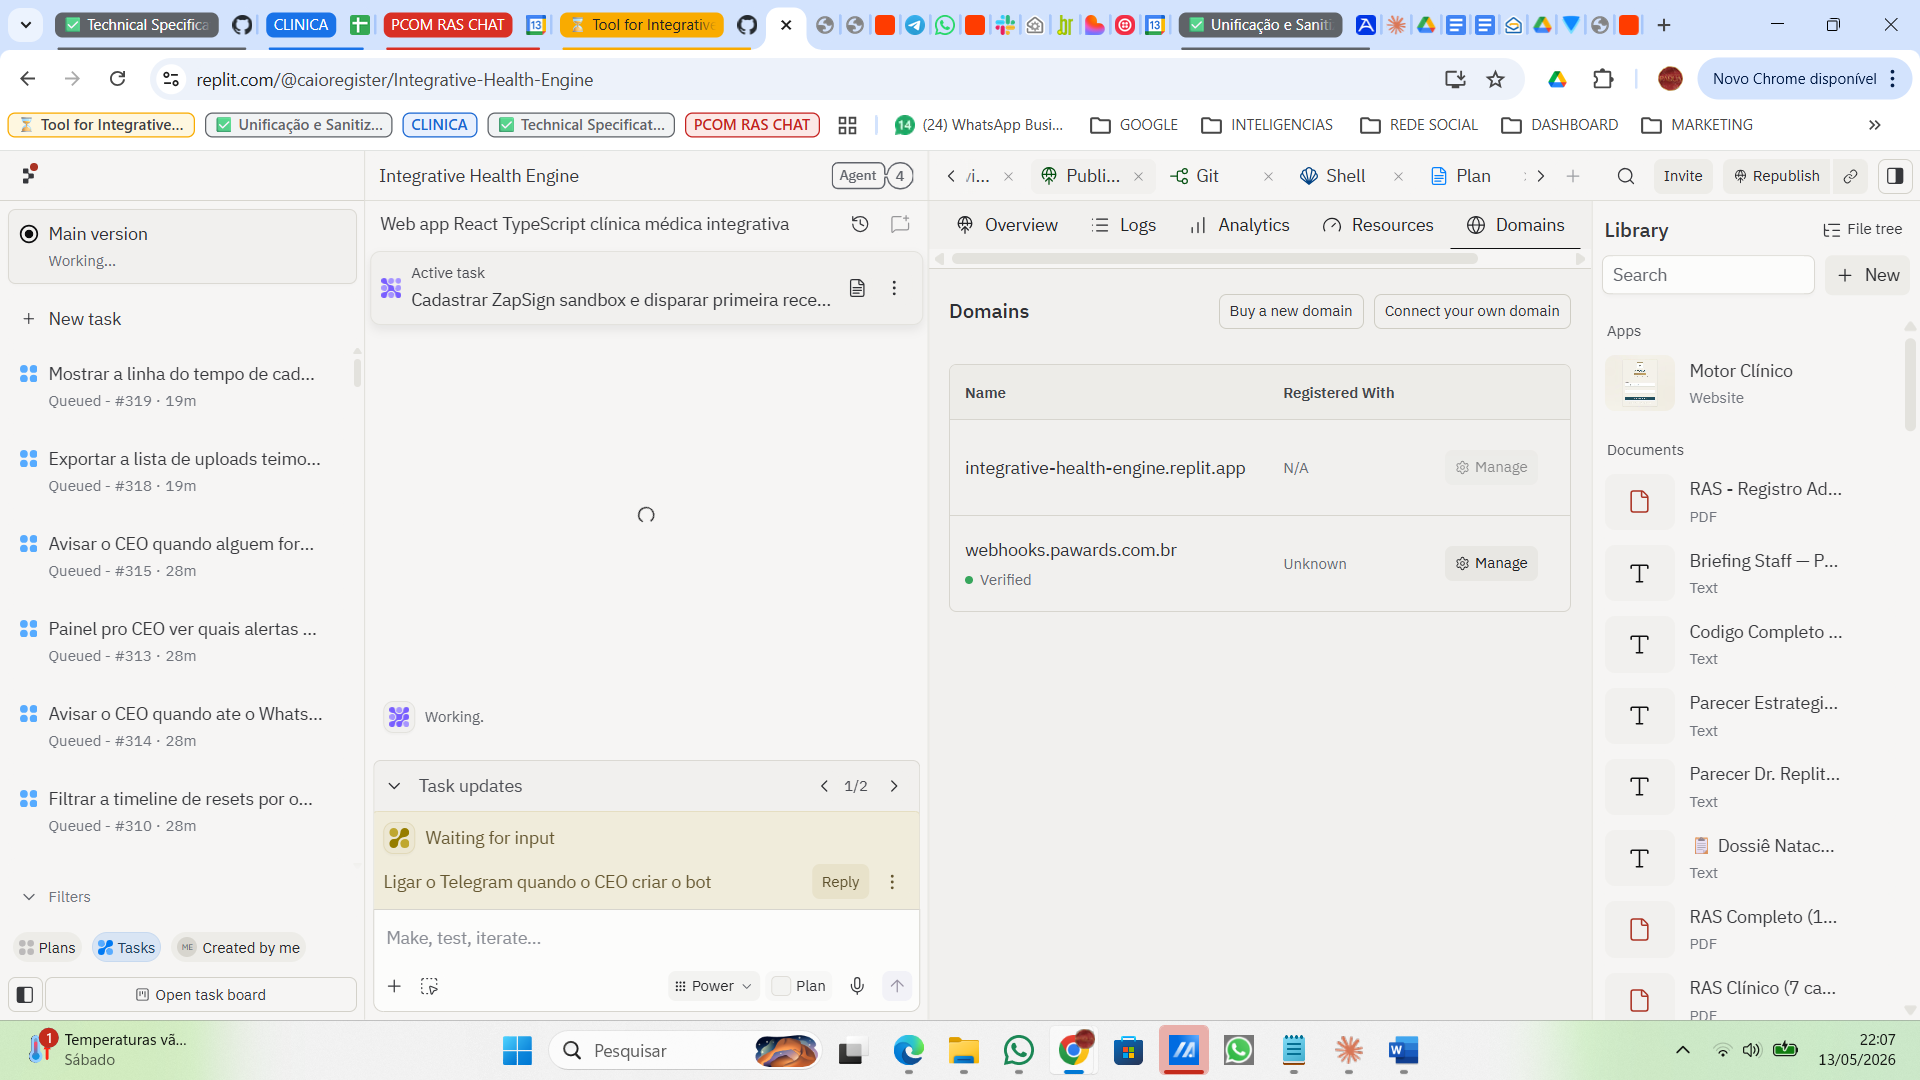 Technical Specifica
CLINICA
PCOM RAS CHAT
Tool for Integrative
Unificação e Saniti
replit.com/@caioregister/Integrative-Health-Engine
Novo Chrome disponível
Tool for Integrative...
Unificação e Sanitiz...
CLINICA
Technical Specificat...
PCOM RAS CHAT
14 (24) WhatsApp Busi...
GOOGLE
INTELIGENCIAS
REDE SOCIAL
DASHBOARD
MARKETING
Main version
Working...
New task
Mostrar a linha do tempo de cad...
Queued - #319 · 19m
Exportar a lista de uploads teimo...
Queued - #318 · 19m
Avisar o CEO quando alguem for...
Queued - #315 · 28m
Painel pro CEO ver quais alertas ...
Queued - #313 · 28m
Avisar o CEO quando ate o Whats...
Queued - #314 · 28m
Filtrar a timeline de resets por o...
Queued - #310 · 28m
Filters
Plans
Tasks
ME Created by me
Open task board
Integrative Health Engine
Agent 4
Web app React TypeScript clínica médica integrativa
Active task
Cadastrar ZapSign sandbox e disparar primeira rece...
Working.
Task updates
1/2
Waiting for input
Ligar o Telegram quando o CEO criar o bot
Reply
Make, test, iterate...
Power
Plan
Publi...
Git
Shell
Plan
Invite
Republish
Overview
Logs
Analytics
Resources
Domains
Domains
Buy a new domain
Connect your own domain
Name
Registered With
integrative-health-engine.replit.app
N/A
Manage
webhooks.pawards.com.br
Verified
Unknown
Manage
Library
File tree
Search
New
Apps
Motor Clínico
Website
Documents
RAS - Registro Ad...
PDF
Briefing Staff — P...
Text
Codigo Completo ...
Text
Parecer Estrategi...
Text
Parecer Dr. Replit...
Text
Dossiê Natac...
Text
RAS Completo (1...
PDF
RAS Clínico (7 ca...
PDF
1
Temperaturas vã...
Sábado
Pesquisar
22:07
13/05/2026